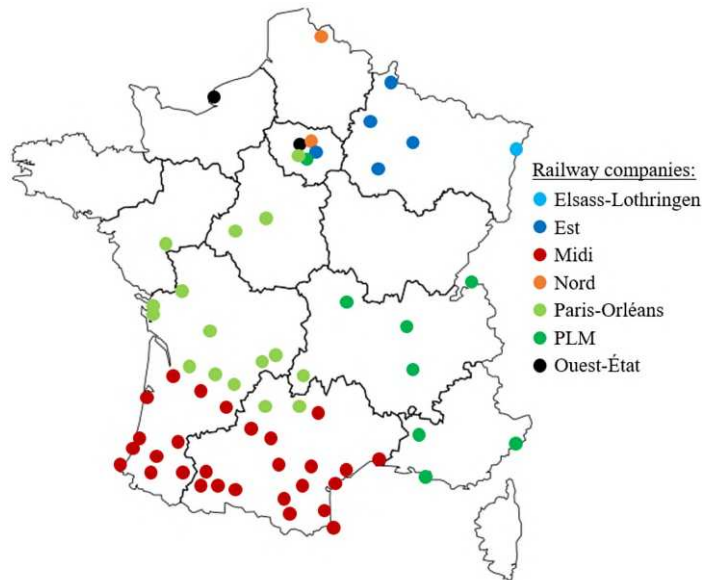 Railway companies:
Elsass-Lothringen
Est
Midi
Nord
Paris-Orléans
PLM
Ouest-État